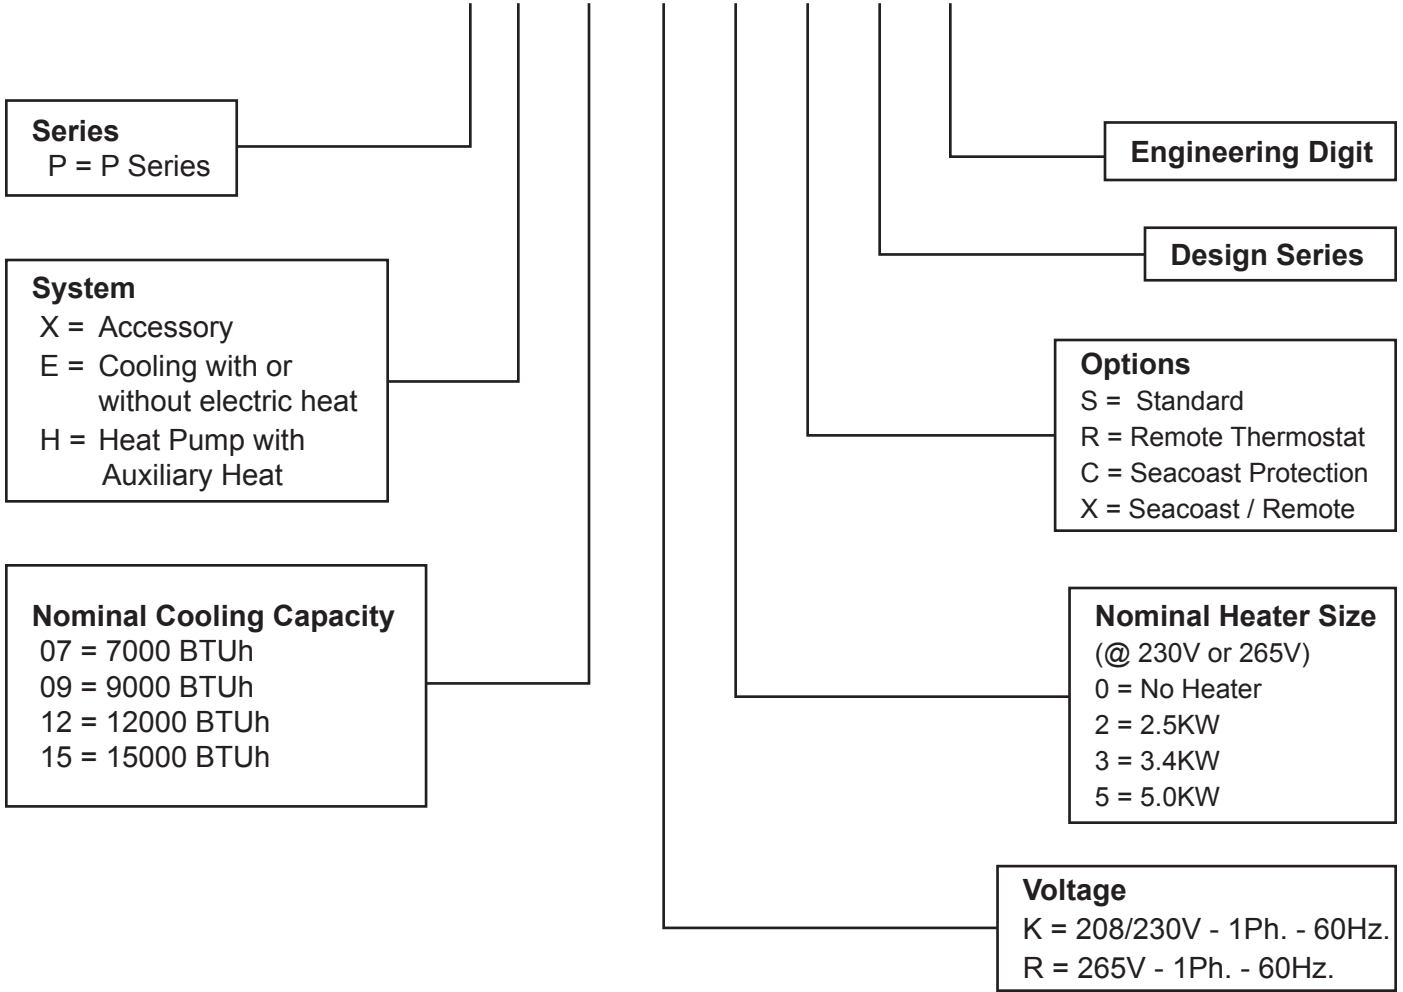 Series
P = P Series
System
X = Accessory
E = Cooling with or
without electric heat
H = Heat Pump with
Auxiliary Heat
Nominal Cooling Capacity
07 = 7000 BTUh
09 = 9000 BTUh
12 = 12000 BTUh
15 = 15000 BTUh
Engineering Digit
Design Series
Options
S = Standard
R = Remote Thermostat
C = Seacoast Protection
X = Seacoast / Remote
Nominal Heater Size
(@ 230V or 265V)
0 = No Heater
2 = 2.5KW
3 = 3.4KW
5 = 5.0KW
Voltage
K = 208/230V - 1Ph. - 60Hz.
R = 265V - 1Ph. - 60Hz.